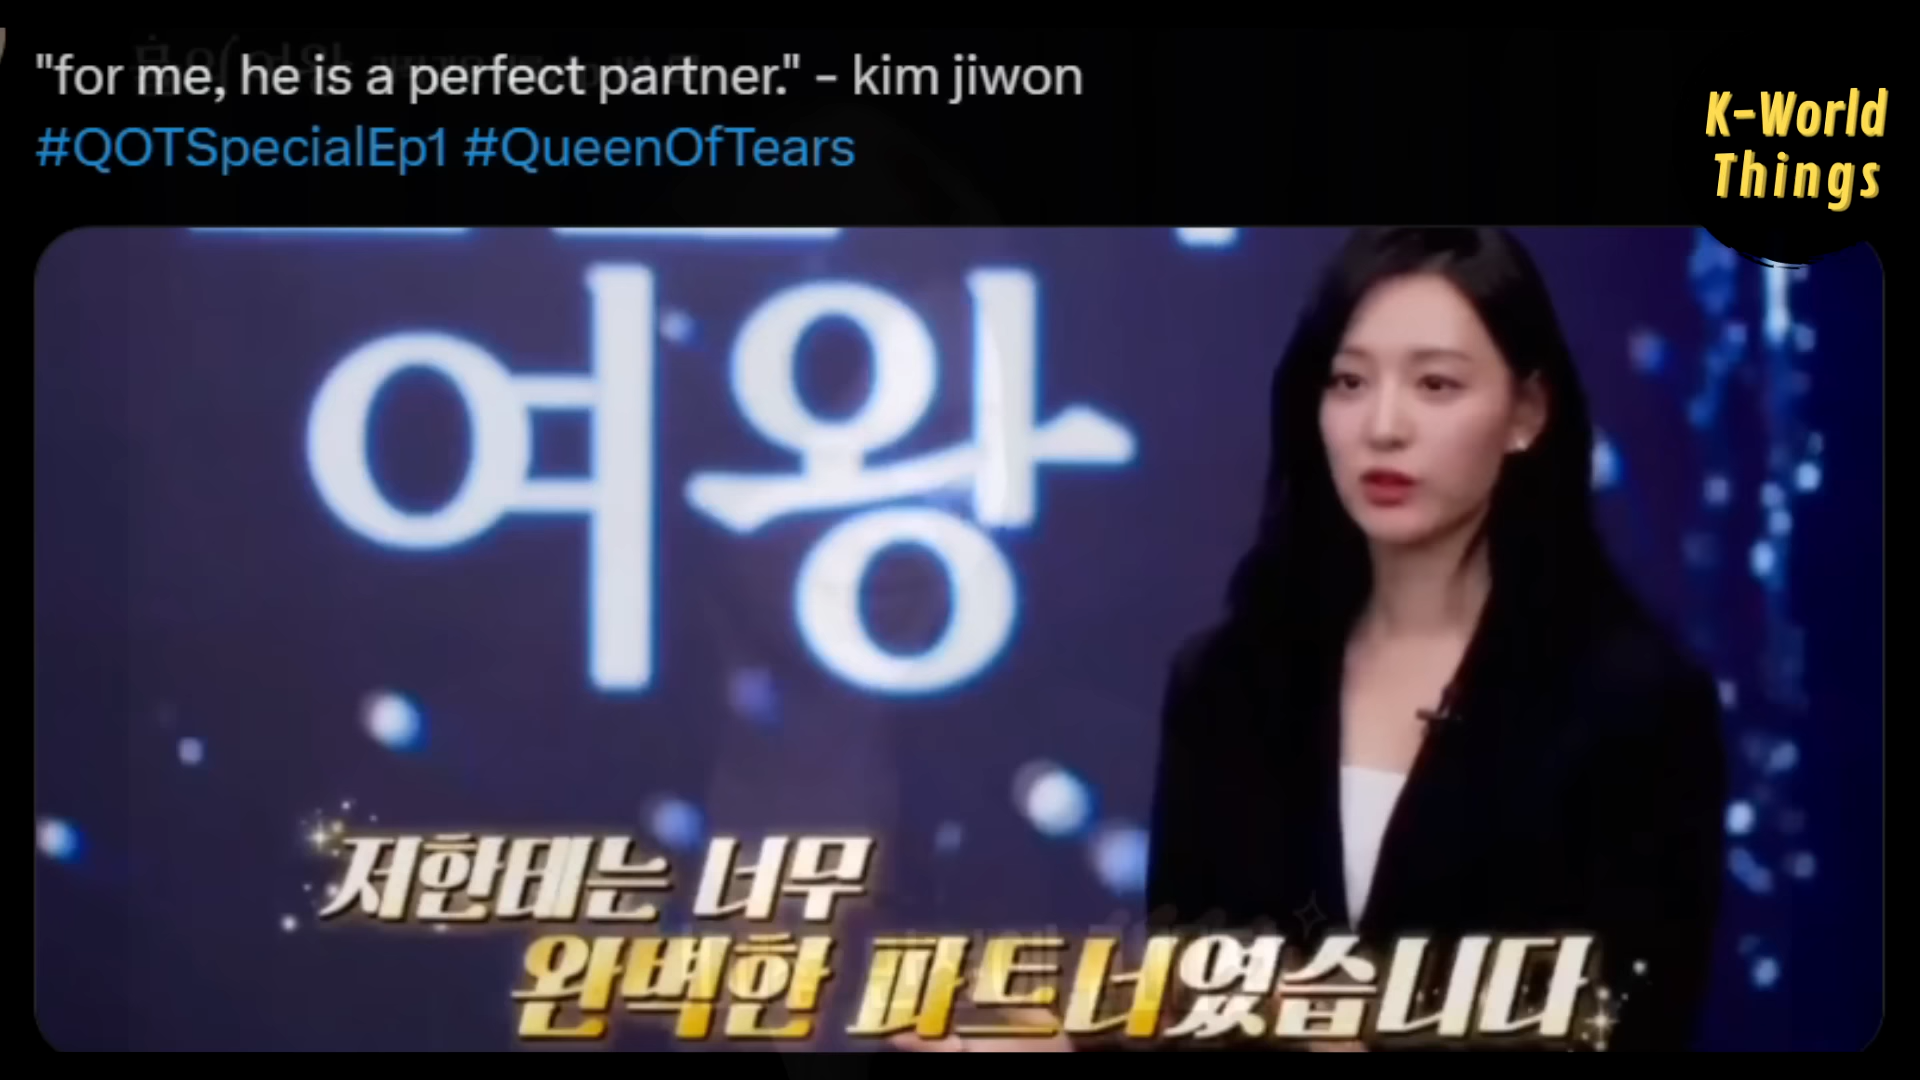 "for me, he is a perfect partner." - kim jiwon
#QOTSpecialEp1 #QueenOfTears
K-World
Things
여왕
저한테는 너무
완벽한 파트너였습니다